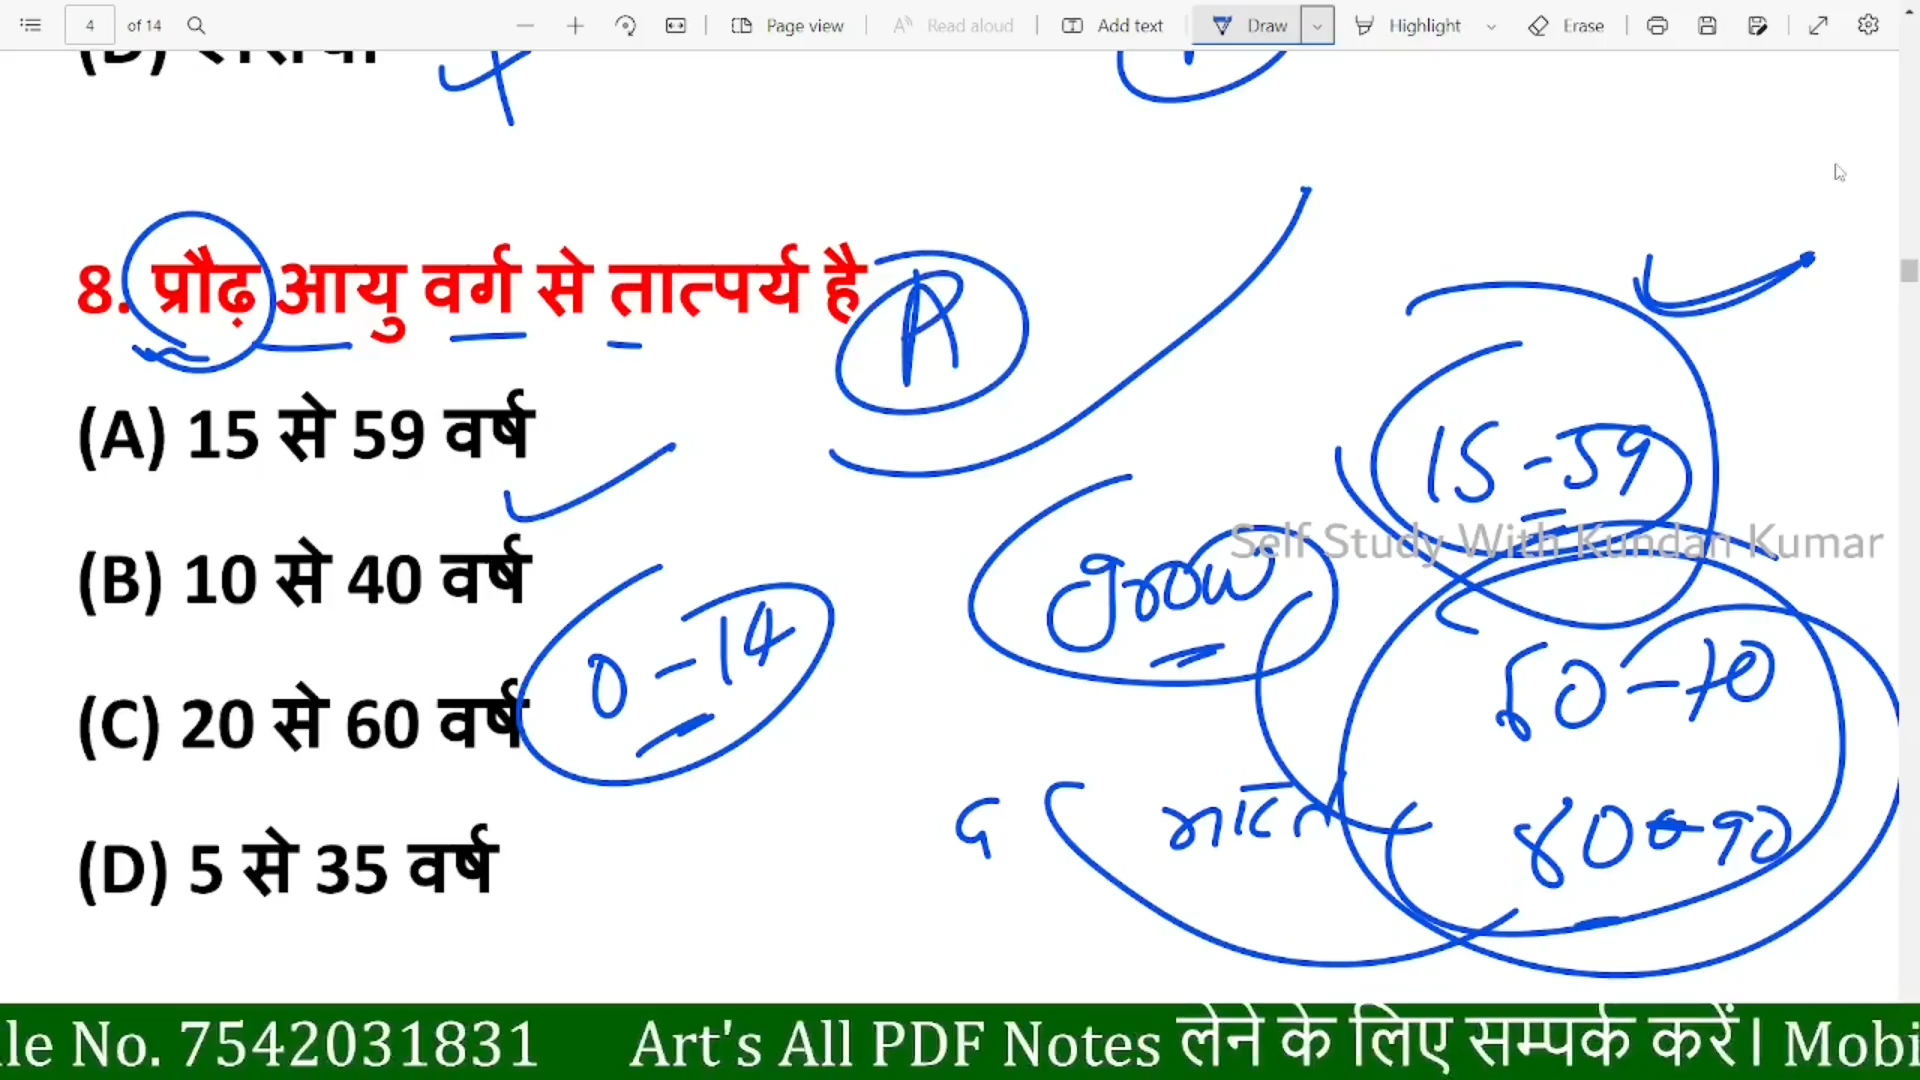 4 of 14 Page view Read aloud Add text Draw Highlight Erase
8. प्रौढ़ आयु वर्ग से तात्पर्य है
A
(A) 15 से 59 वर्ष
15-59
Self Study With Kundan Kumar
(B) 10 से 40 वर्ष
grow
0-14
(C) 20 से 60 वर्ष
60-70
80-90
(D) 5 से 35 वर्ष
le No. 7542031831 Art's All PDF Notes लेने के लिए सम्पर्क करें। Mobi